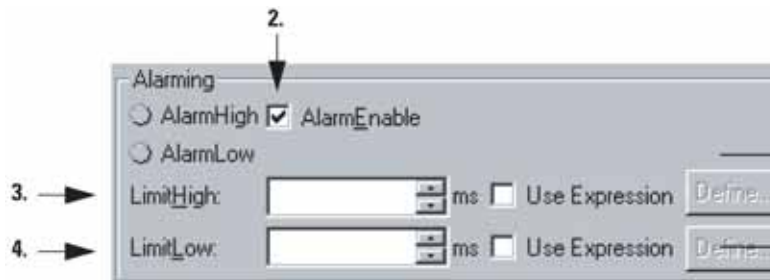 2.
Alarming
AlarmHigh AlarmEnable
AlarmLow
3. LimitHigh: ms Use Expression Define...
4. LimitLow: ms Use Expression Define...